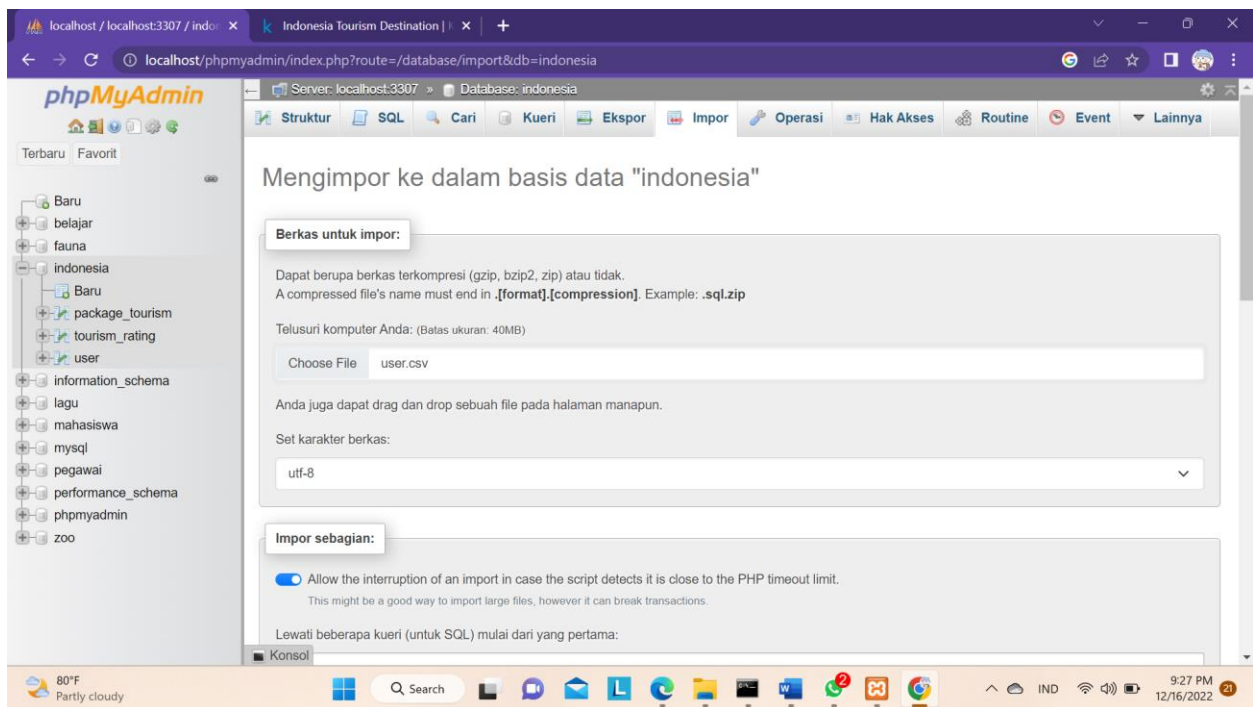 localhost / localhost:3307 / indon
Indonesia Tourism Destination |
localhost/phpmyadmin/index.php?route=/database/import&db=indonesia
phpMyAdmin
Terbaru Favorit
Baru
belajar
fauna
indonesia
Baru
package_tourism
tourism_rating
user
information_schema
lagu
mahasiswa
mysql
pegawai
performance_schema
phpmyadmin
zoo
Server: localhost:3307 » Database: indonesia
Struktur SQL Cari Kueri Ekspor Impor Operasi Hak Akses Routine Event Lainnya
Mengimpor ke dalam basis data "indonesia"
Berkas untuk impor:
Dapat berupa berkas terkompresi (gzip, bzip2, zip) atau tidak.
A compressed file's name must end in .[format].[compression]. Example: .sql.zip
Telusuri komputer Anda: (Batas ukuran: 40MB)
Choose File user.csv
Anda juga dapat drag dan drop sebuah file pada halaman manapun.
Set karakter berkas:
utf-8
Impor sebagian:
Allow the interruption of an import in case the script detects it is close to the PHP timeout limit.
This might be a good way to import large files, however it can break transactions.
Lewati beberapa kueri (untuk SQL) mulai dari yang pertama:
Konsol
80°F
Partly cloudy
Search
L
2
IND
9:27 PM
12/16/2022
21